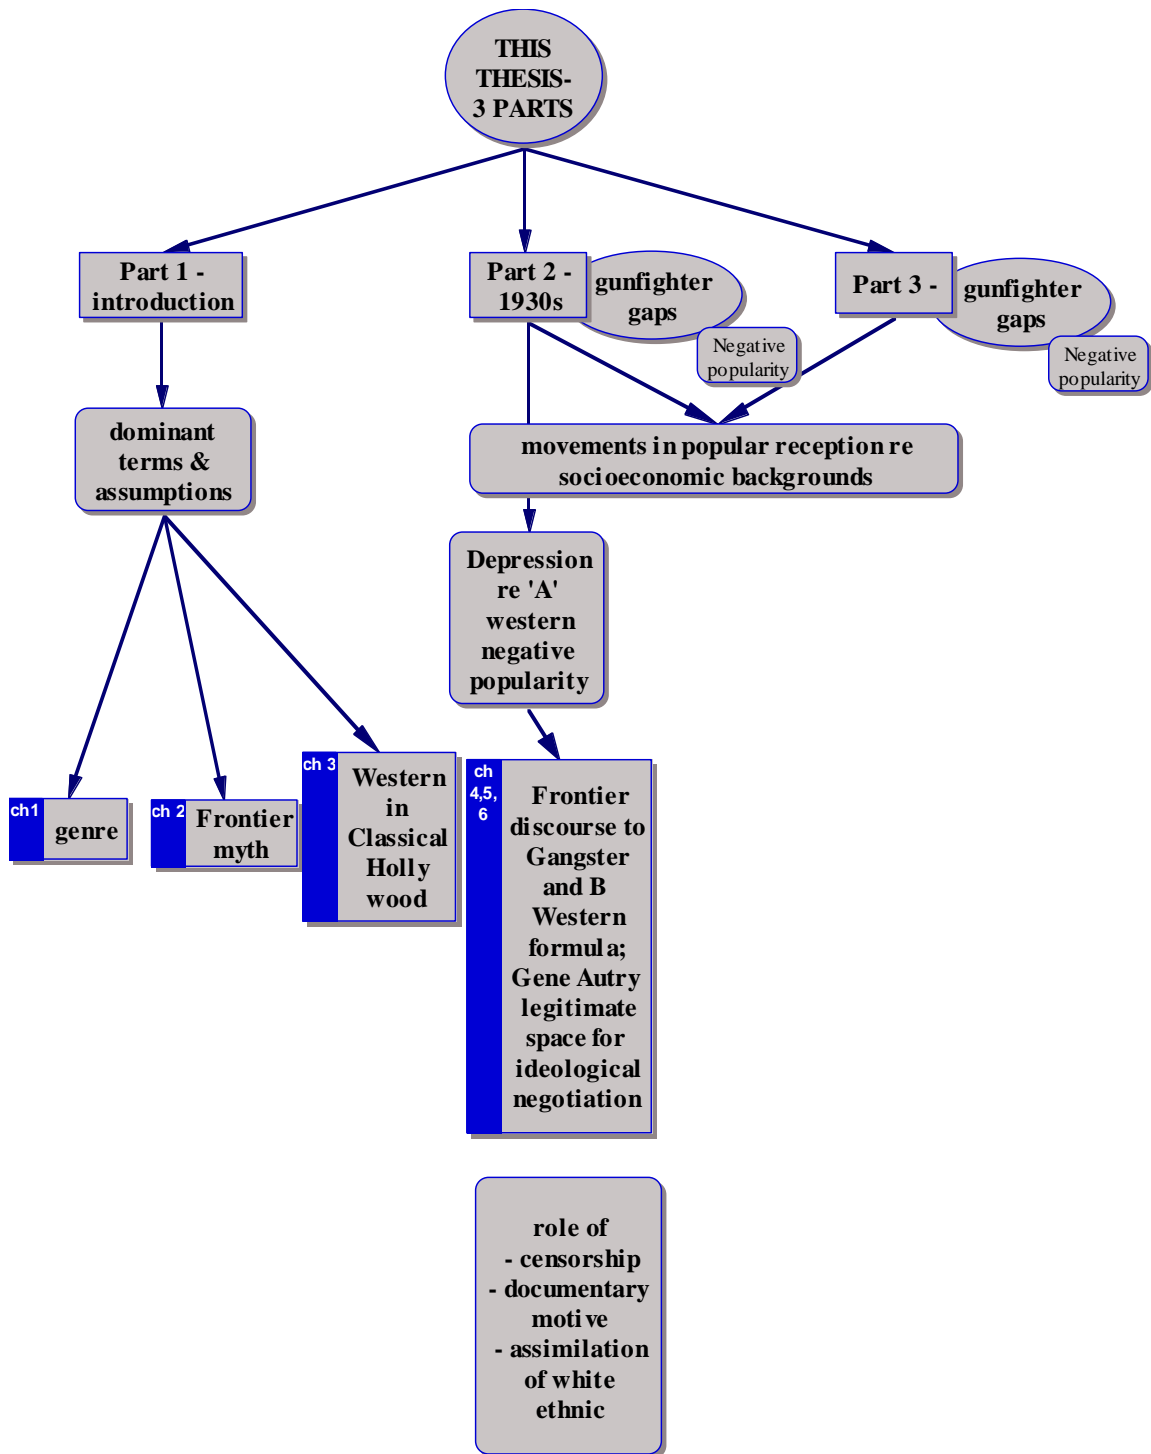 THIS
THESIS-
3 PARTS
Part 1 -
introduction
Part 2 -
1930s
gunfighter
gaps
Negative
popularity
Part 3 -
gunfighter
gaps
Negative
popularity
dominant
terms &
assumptions
movements in popular reception re
socioeconomic backgrounds
Depression
re 'A'
western
negative
popularity
ch1
genre
ch 2
Frontier
myth
ch 3
Western
in
Classical
Holly
wood
ch
4,5,
6
Frontier
discourse to
Gangster
and B
Western
formula;
Gene Autry
legitimate
space for
ideological
negotiation
role of
- censorship
- documentary
motive
- assimilation
of white
ethnic